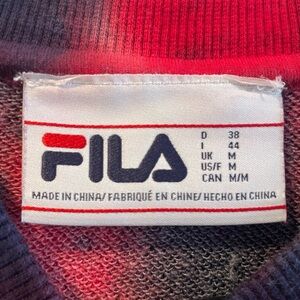 FILA
D 38
I 44
UK M
US/F M
CAN M/M
MADE IN CHINA/ FABRIQUÉ EN CHINE/ HECHO EN CHINA